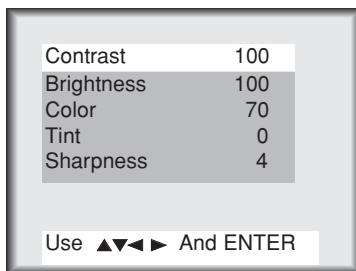 Contrast 100
Brightness 100
Color 70
Tint 0
Sharpness 4
Use ▲▼◄ ► And ENTER